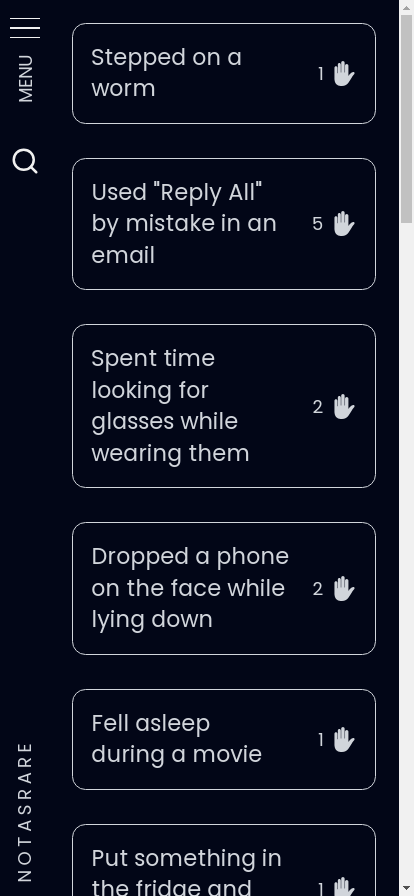 MENU
Stepped on a
worm
1
Used "Reply All"
by mistake in an
email
5
Spent time
looking for
glasses while
wearing them
2
Dropped a phone
on the face while
lying down
2
Fell asleep
during a movie
1
Put something in
the fridge and
1
NOTASRARE